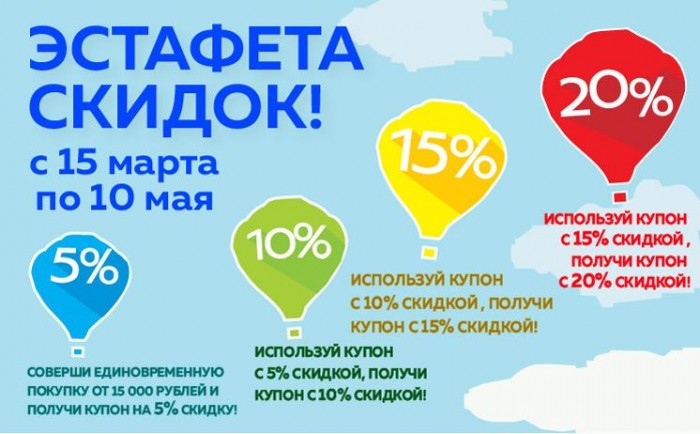 ЭСТАФЕТА
СКИДОК!
с 15 марта
по 10 мая
5%
СОВЕРШИ ЕДИНОВРЕМЕННУЮ
ПОКУПКУ ОТ 15 000 РУБЛЕЙ И
ПОЛУЧИ КУПОН НА 5% СКИДКУ!
10%
ИСПОЛЬЗУЙ КУПОН
С 5% СКИДКОЙ, ПОЛУЧИ
КУПОН С 10% СКИДКОЙ!
15%
ИСПОЛЬЗУЙ КУПОН
С 10% СКИДКОЙ , ПОЛУЧИ
КУПОН С 15% СКИДКОЙ!
20%
ИСПОЛЬЗУЙ КУПОН
С 15% СКИДКОЙ ,
ПОЛУЧИ КУПОН
С 20% СКИДКОЙ!